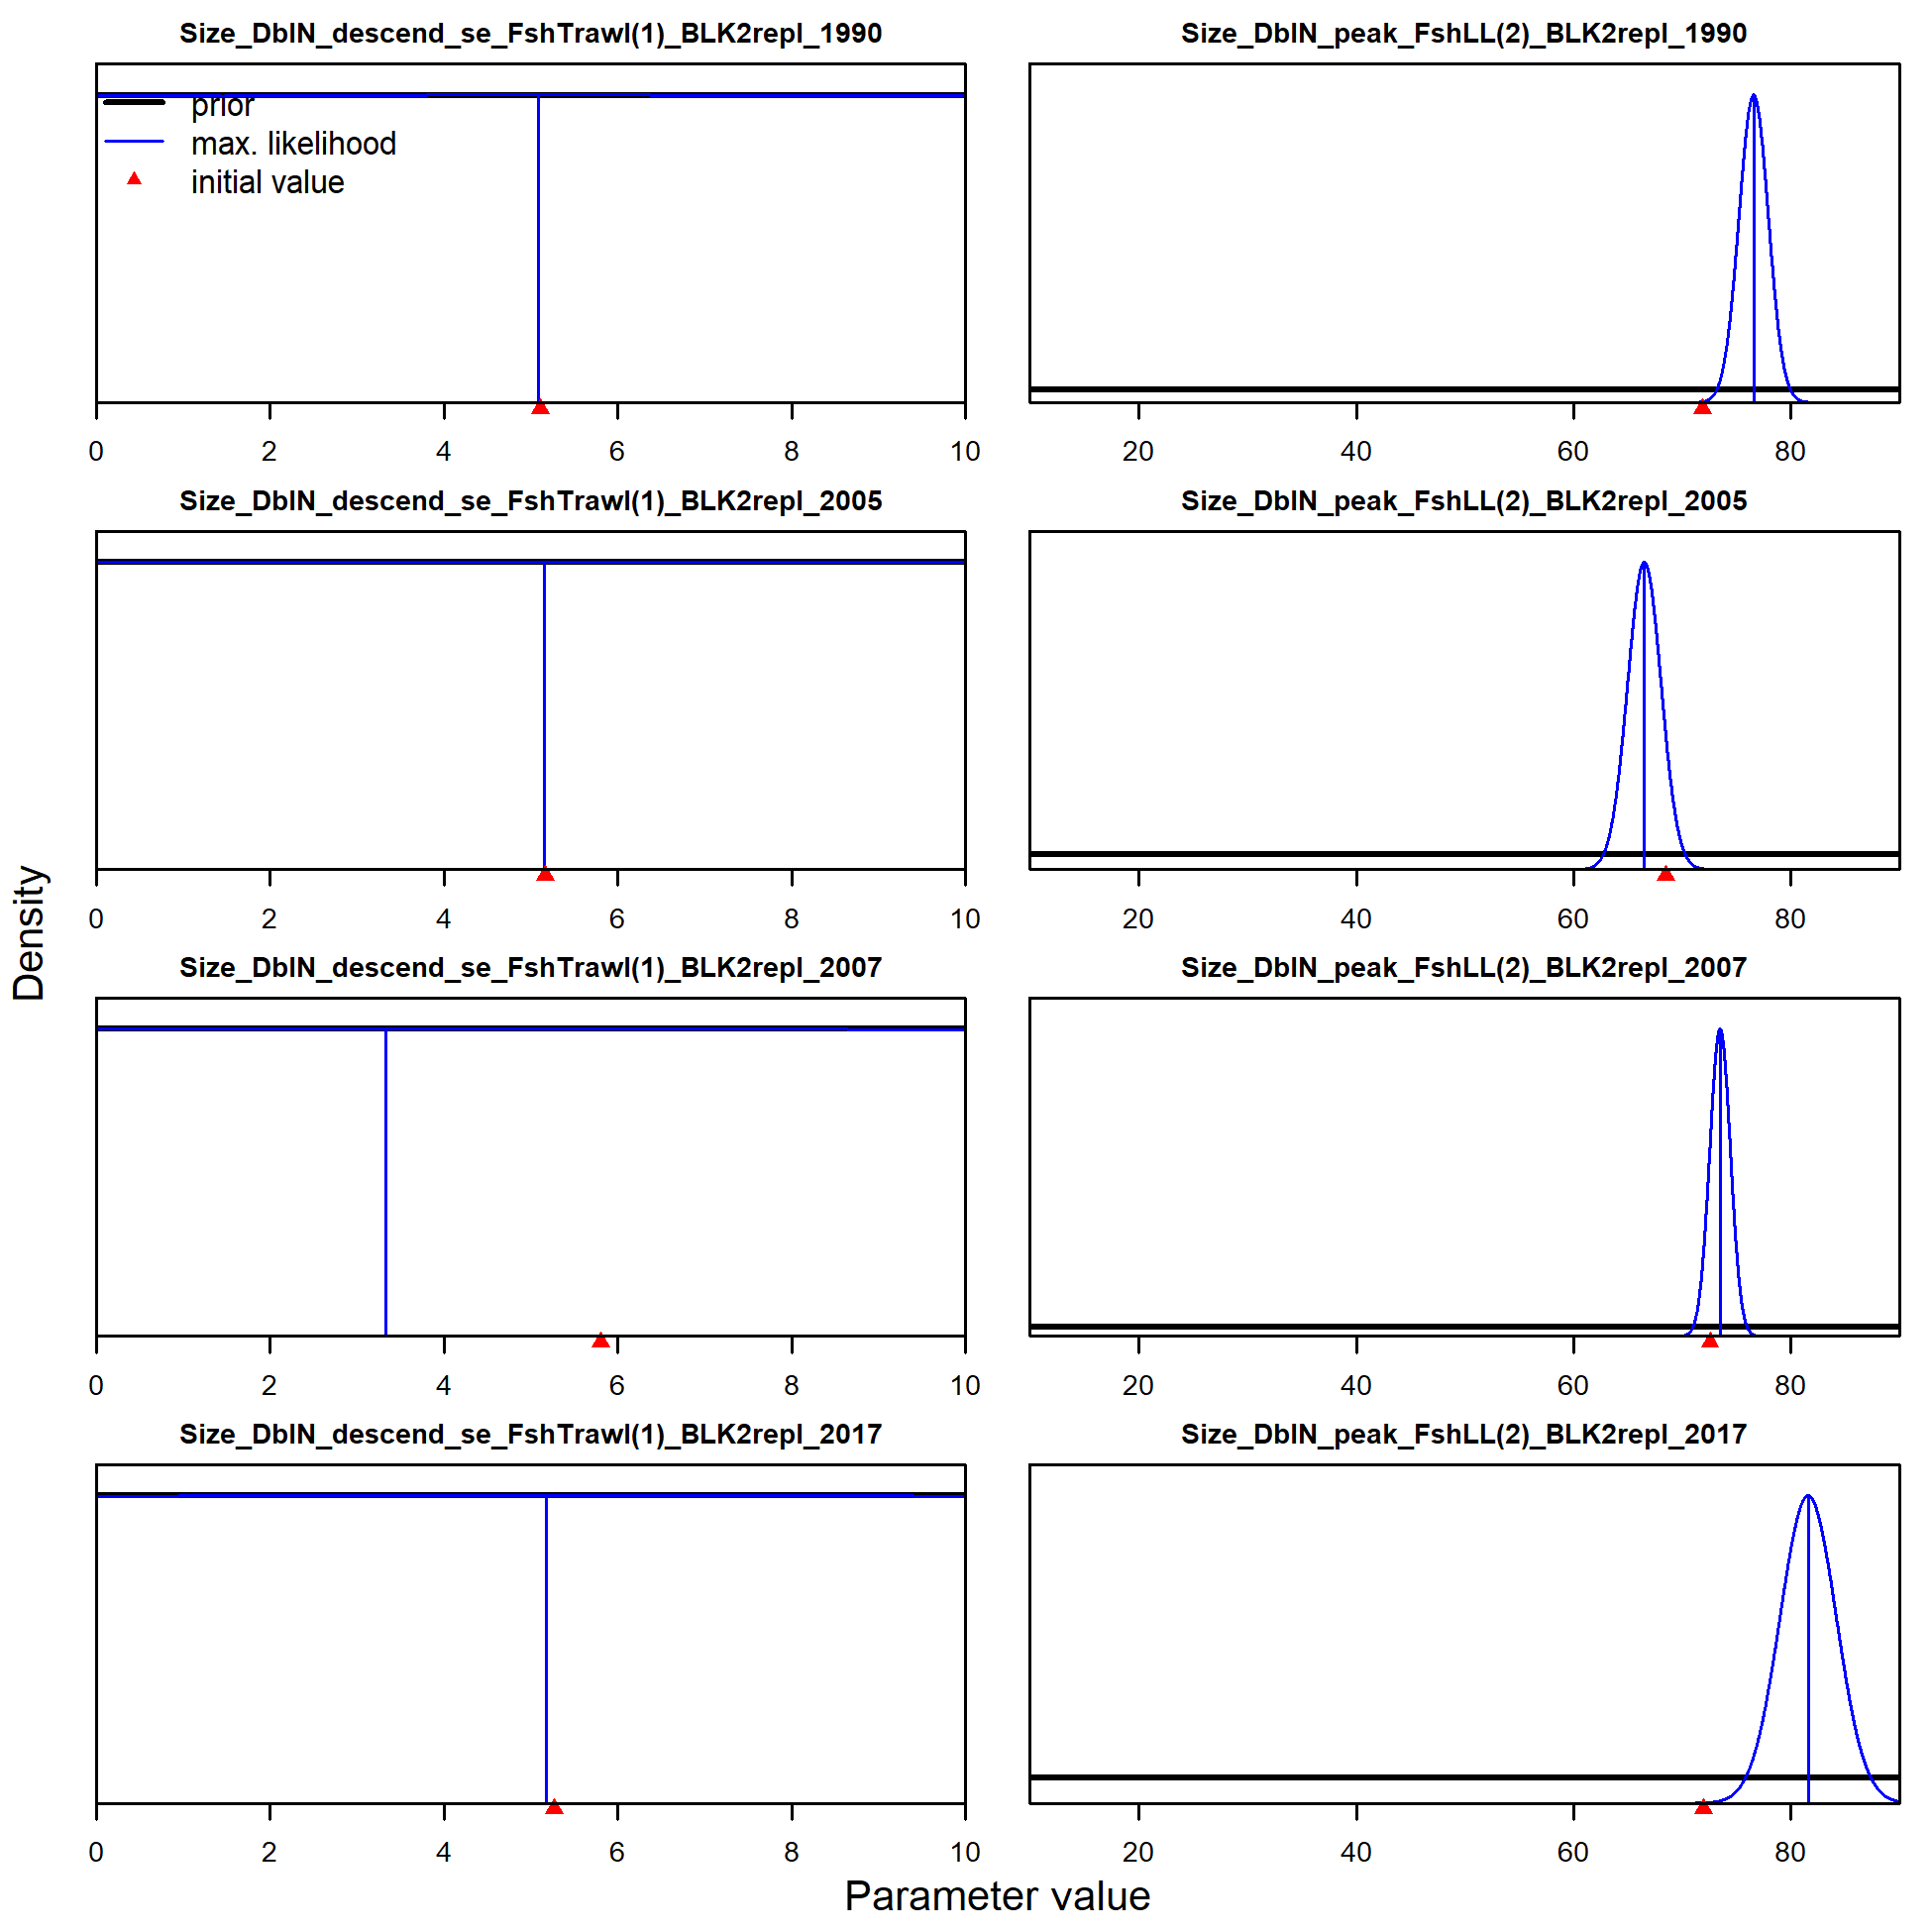 Size_DblN_descend_se_FshTrawl(1)_BLK2repl_1990
Size_DblN_peak_FshLL(2)_BLK2repl_1990
prior
max. likelihood
initial value
0 2 4 6 8 10
20 40 60 80
Size_DblN_descend_se_FshTrawl(1)_BLK2repl_2005
Size_DblN_peak_FshLL(2)_BLK2repl_2005
0 2 4 6 8 10
20 40 60 80
Density
Size_DblN_descend_se_FshTrawl(1)_BLK2repl_2007
Size_DblN_peak_FshLL(2)_BLK2repl_2007
0 2 4 6 8 10
20 40 60 80
Size_DblN_descend_se_FshTrawl(1)_BLK2repl_2017
Size_DblN_peak_FshLL(2)_BLK2repl_2017
0 2 4 6 8 10
20 40 60 80
Parameter value